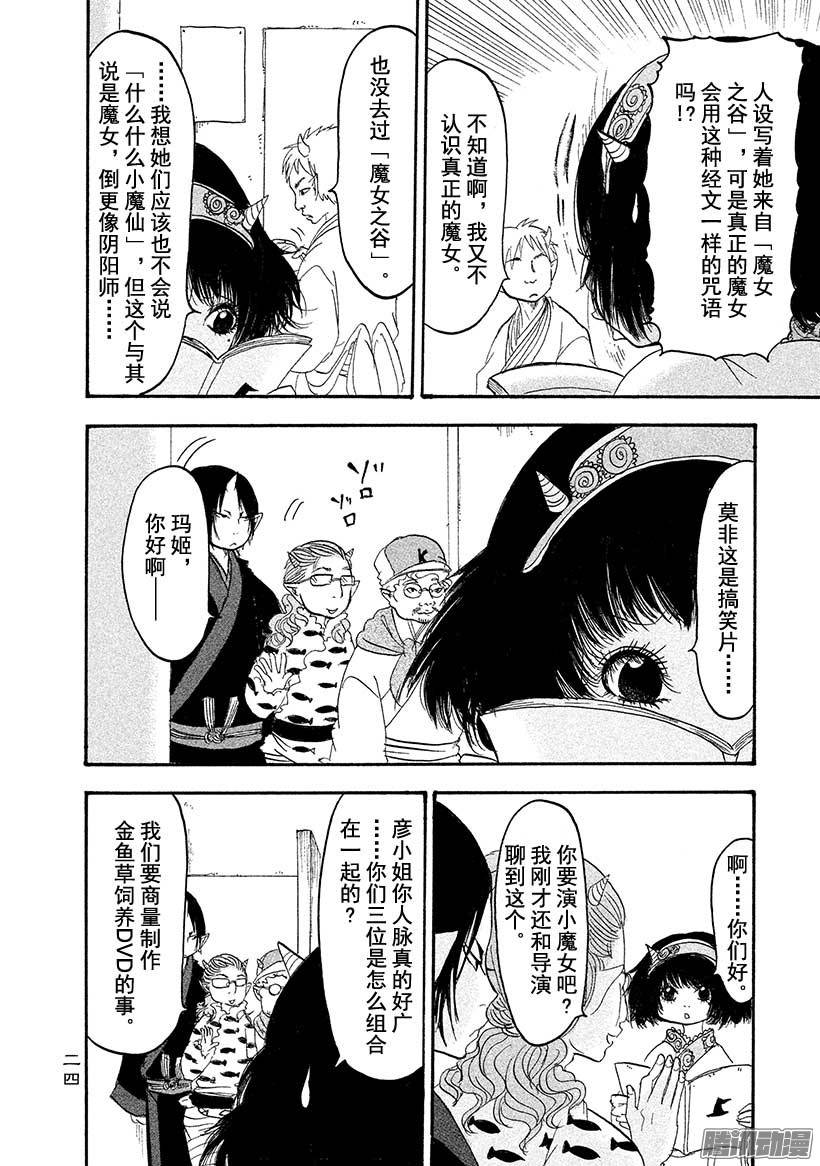 人设写着她来自「魔女
之谷」，可是真正的魔女
会用这种经文一样的咒语
吗!?
不知道啊，我又不
认识真正的魔女。
也没去过「魔女之谷」。
……我想她们应该也不会说
「什么什么小魔仙」，但这个与其
说是魔女，倒更像阴阳师……
莫非这是搞笑片……
K
ゾロ
ゾロ
玛姬，
你好啊——
啊……你们好。
你要演小魔女吧？
我刚才还和导演
聊到这个。
彦小姐你人脉真的好广
……你们三位是怎么组合
在一起的？
我们要商量制作
金鱼草饲养DVD的事。
二四
腾讯动漫